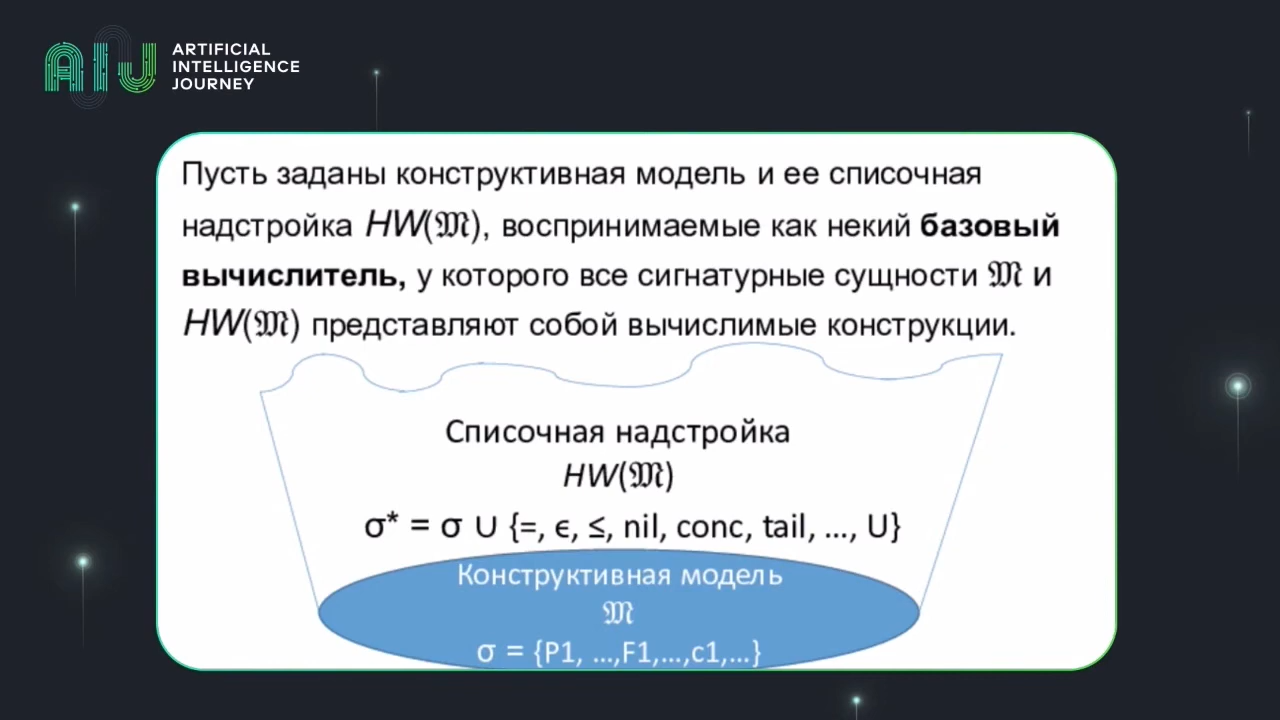 ARTIFICIAL
INTELLIGENCE
JOURNEY
Пусть заданы конструктивная модель и ее списочная
надстройка HW(𝔐), воспринимаемые как некий базовый
вычислитель, у которого все сигнатурные сущности 𝔐 и
HW(𝔐) представляют собой вычислимые конструкции.
Списочная надстройка
HW(𝔐)
σ* = σ ∪ {=, ϵ, ≤, nil, conc, tail, ..., U}
Конструктивная модель
𝔐
σ = {P1, ...,F1,...,c1,...}